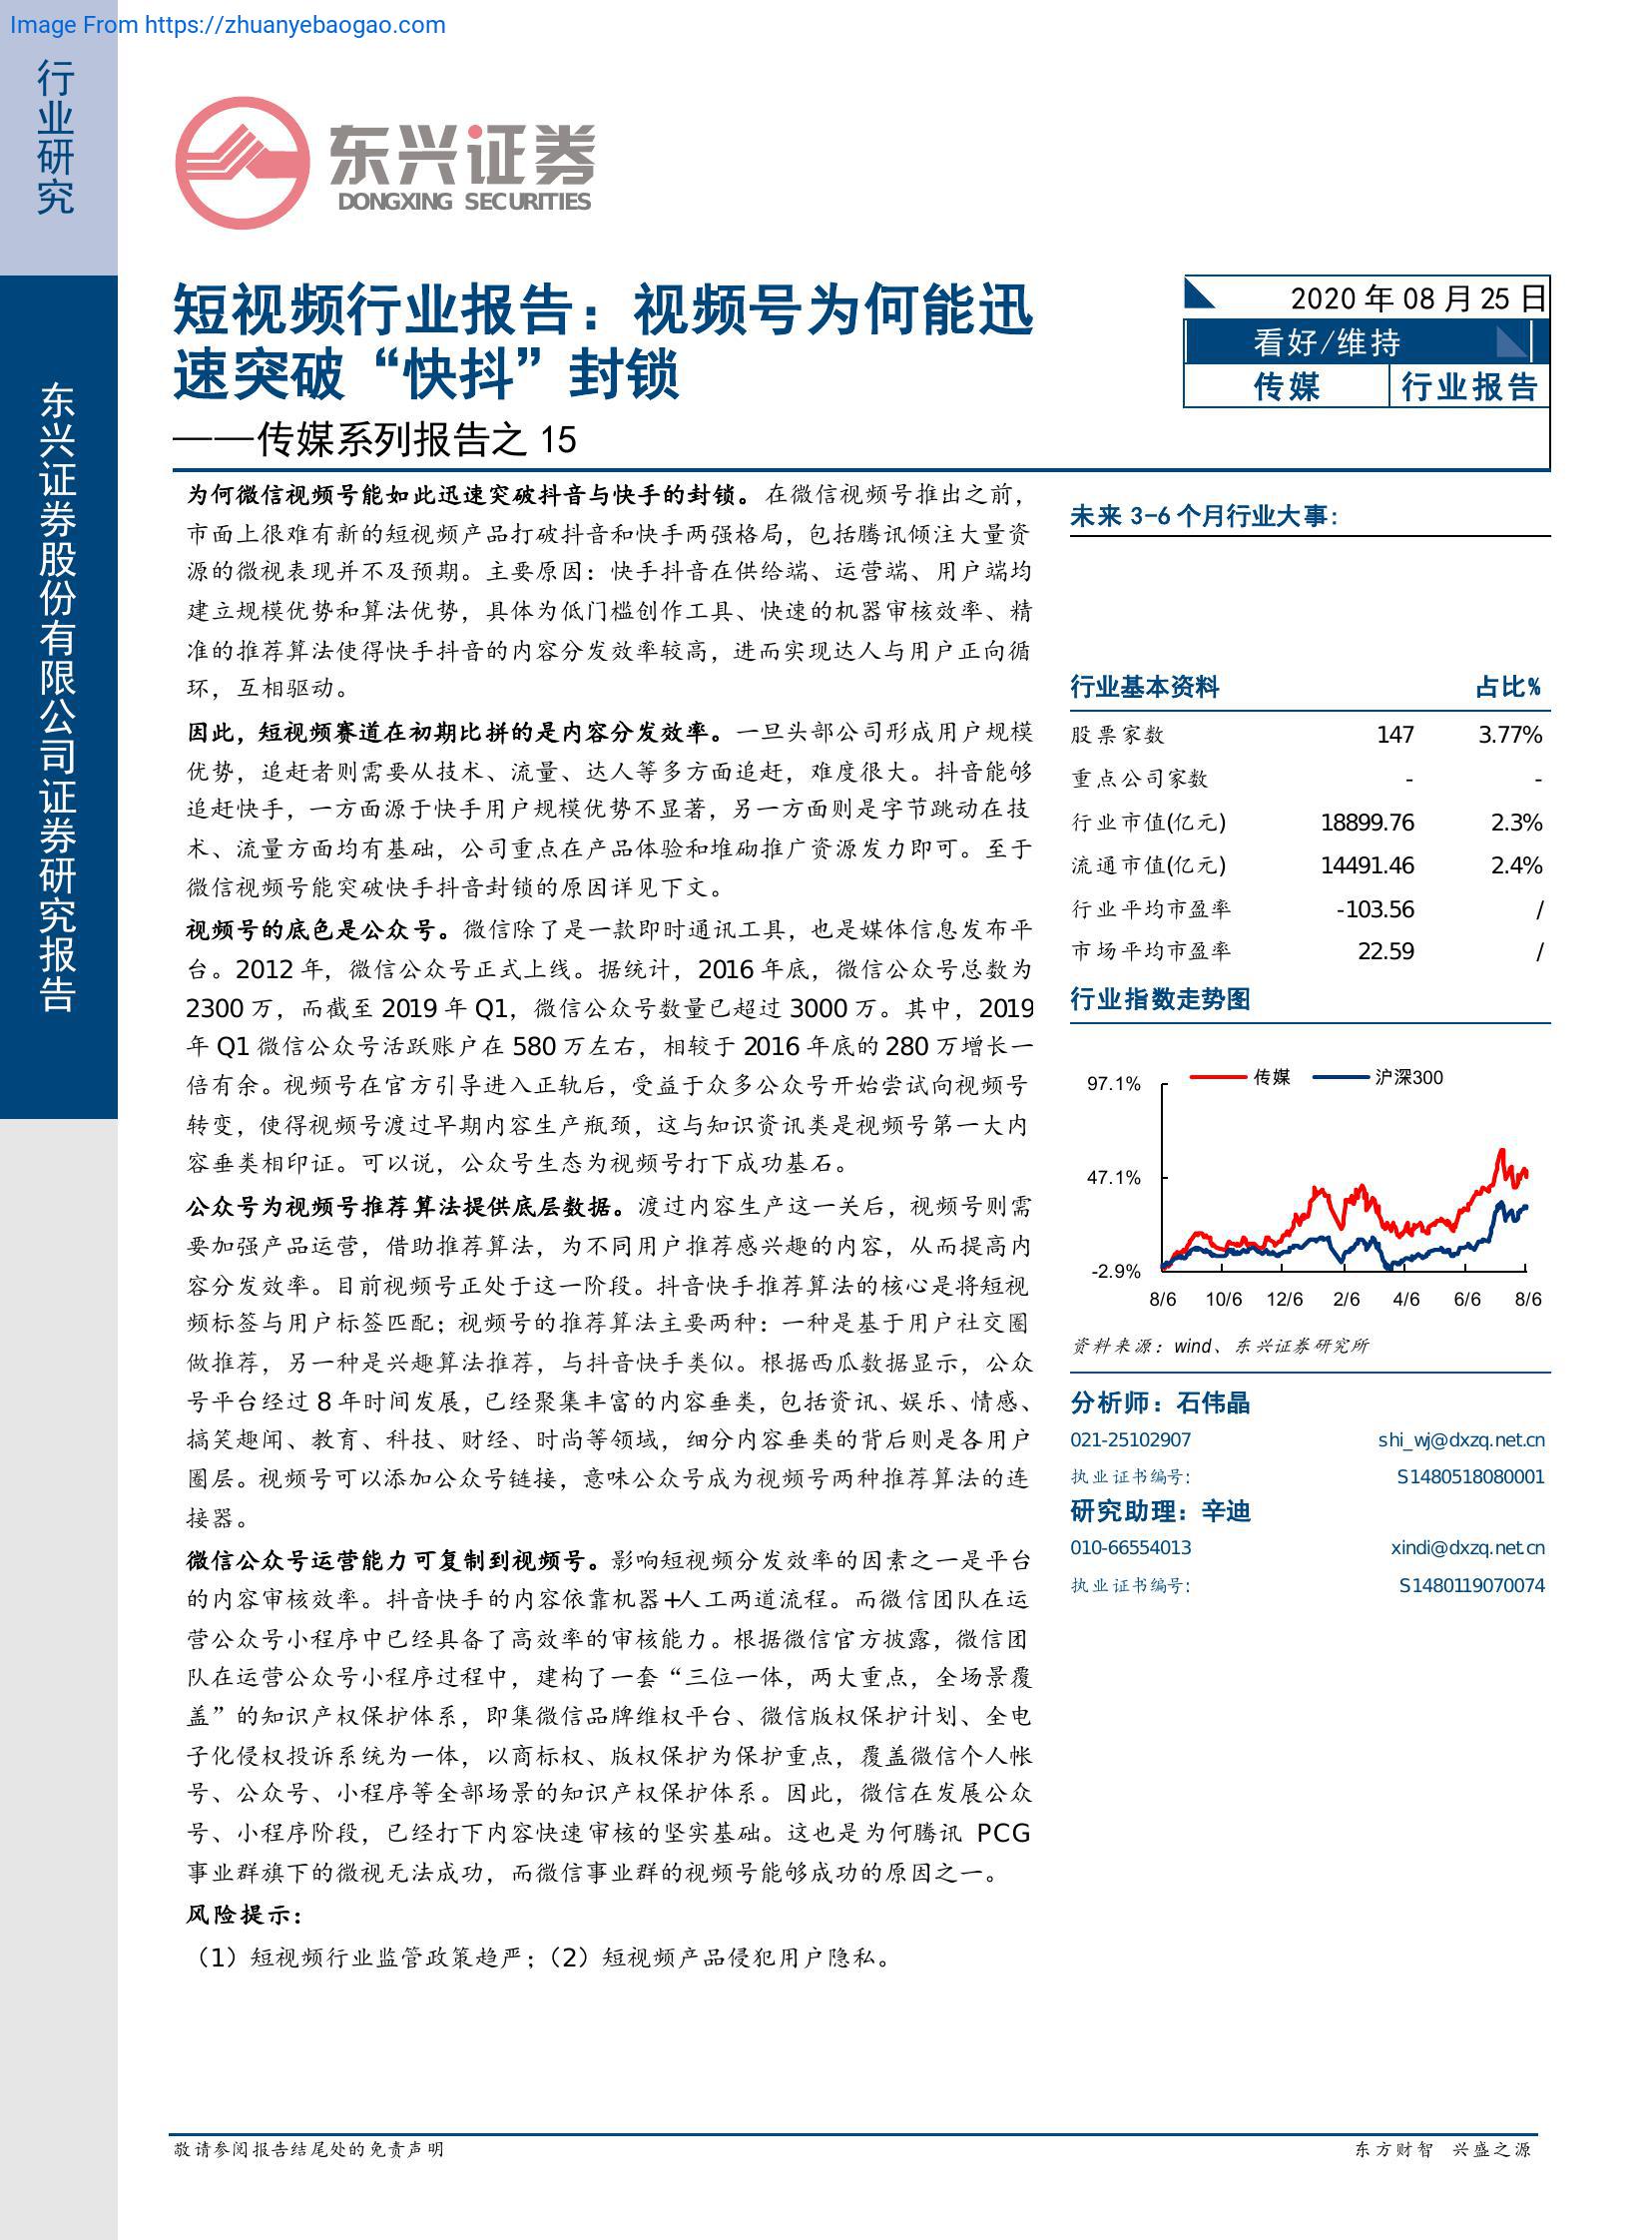 Image From https://zhuanyebaogao.com
行业研究
东兴证券股份有限公司证券研究报告
东兴证券
DONGXING SECURITIES
短视频行业报告：视频号为何能迅
速突破“快抖”封锁
——传媒系列报告之 15
2020 年 08 月 25 日
看好/维持
传媒 行业报告
为何微信视频号能如此迅速突破抖音与快手的封锁。在微信视频号推出之前，
市面上很难有新的短视频产品打破抖音和快手两强格局，包括腾讯倾注大量资
源的微视表现并不及预期。主要原因：快手抖音在供给端、运营端、用户端均
建立规模优势和算法优势，具体为低门槛创作工具、快速的机器审核效率、精
准的推荐算法使得快手抖音的内容分发效率较高，进而实现达人与用户正向循
环，互相驱动。
因此，短视频赛道在初期比拼的是内容分发效率。一旦头部公司形成用户规模
优势，追赶者则需要从技术、流量、达人等多方面追赶，难度很大。抖音能够
追赶快手，一方面源于快手用户规模优势不显著，另一方面则是字节跳动在技
术、流量方面均有基础，公司重点在产品体验和堆砌推广资源发力即可。至于
微信视频号能突破快手抖音封锁的原因详见下文。
视频号的底色是公众号。微信除了是一款即时通讯工具，也是媒体信息发布平
台。2012 年，微信公众号正式上线。据统计，2016 年底，微信公众号总数为
2300 万，而截至 2019 年 Q1，微信公众号数量已超过 3000 万。其中，2019
年 Q1 微信公众号活跃账户在 580 万左右，相较于 2016 年底的 280 万增长一
倍有余。视频号在官方引导进入正轨后，受益于众多公众号开始尝试向视频号
转变，使得视频号渡过早期内容生产瓶颈，这与知识资讯类是视频号第一大内
容垂类相印证。可以说，公众号生态为视频号打下成功基石。
公众号为视频号推荐算法提供底层数据。渡过内容生产这一关后，视频号则需
要加强产品运营，借助推荐算法，为不同用户推荐感兴趣的内容，从而提高内
容分发效率。目前视频号正处于这一阶段。抖音快手推荐算法的核心是将短视
频标签与用户标签匹配；视频号的推荐算法主要两种：一种是基于用户社交圈
做推荐，另一种是兴趣算法推荐，与抖音快手类似。根据西瓜数据显示，公众
号平台经过 8 年时间发展，已经聚集丰富的内容垂类，包括资讯、娱乐、情感、
搞笑趣闻、教育、科技、财经、时尚等领域，细分内容垂类的背后则是各用户
圈层。视频号可以添加公众号链接，意味公众号成为视频号两种推荐算法的连
接器。
微信公众号运营能力可复制到视频号。影响短视频分发效率的因素之一是平台
的内容审核效率。抖音快手的内容依靠机器+人工两道流程。而微信团队在运
营公众号小程序中已经具备了高效率的审核能力。根据微信官方披露，微信团
队在运营公众号小程序过程中，建构了一套“三位一体，两大重点，全场景覆
盖”的知识产权保护体系，即集微信品牌维权平台、微信版权保护计划、全电
子化侵权投诉系统为一体，以商标权、版权保护为保护重点，覆盖微信个人帐
号、公众号、小程序等全部场景的知识产权保护体系。因此，微信在发展公众
号、小程序阶段，已经打下内容快速审核的坚实基础。这也是为何腾讯 PCG
事业群旗下的微视无法成功，而微信事业群的视频号能够成功的原因之一。
风险提示：
（1）短视频行业监管政策趋严；（2）短视频产品侵犯用户隐私。
未来 3-6 个月行业大事：
行业基本资料 占比%
股票家数 147 3.77%
重点公司家数 - -
行业市值(亿元) 18899.76 2.3%
流通市值(亿元) 14491.46 2.4%
行业平均市盈率 -103.56 /
市场平均市盈率 22.59 /
行业指数走势图
传媒 沪深300
97.1%
47.1%
-2.9%
8/6 10/6 12/6 2/6 4/6 6/6 8/6
资料来源：wind、东兴证券研究所
分析师：石伟晶
021-25102907 shi_wj@dxzq.net.cn
执业证书编号: S1480518080001
研究助理：辛迪
010-66554013 xindi@dxzq.net.cn
执业证书编号: S1480119070074
敬请参阅报告结尾处的免责声明
东方财智 兴盛之源